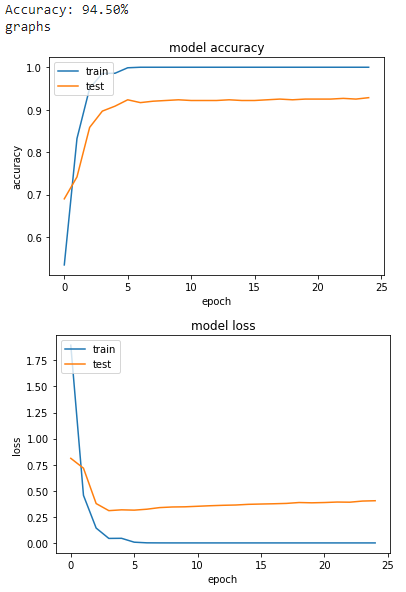 Accuracy: 94.50%
graphs
model accuracy
train
test
1.0
0.9
0.8
0.7
0.6
accuracy
0 5 10 15 20 25
epoch
model loss
train
test
1.75
1.50
1.25
1.00
0.75
0.50
0.25
0.00
loss
0 5 10 15 20 25
epoch